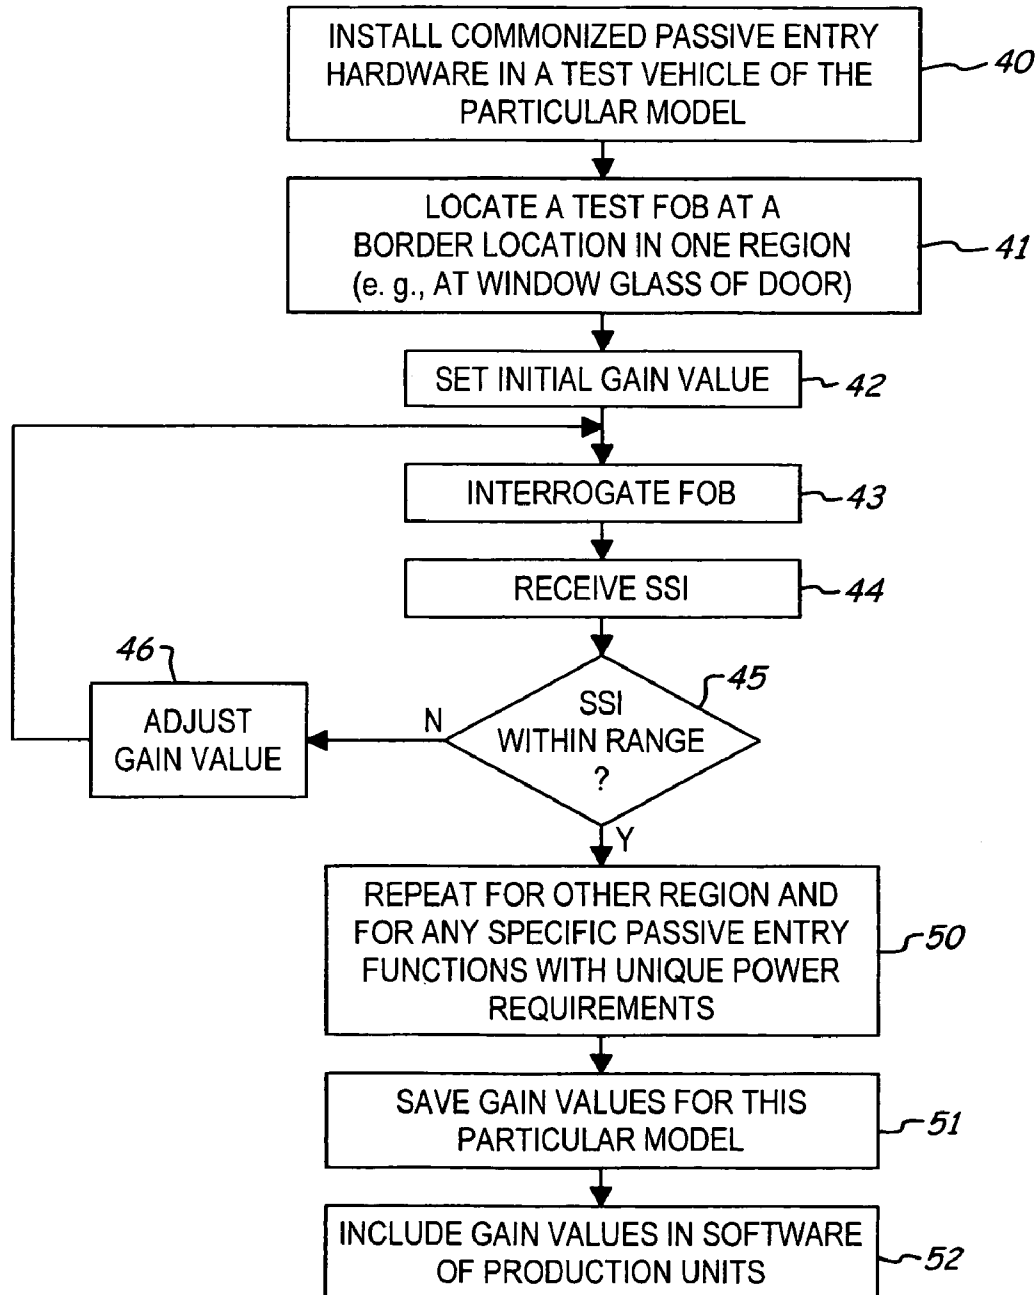 INSTALL COMMONIZED PASSIVE ENTRY
HARDWARE IN A TEST VEHICLE OF THE
PARTICULAR MODEL
40
LOCATE A TEST FOB AT A
BORDER LOCATION IN ONE REGION
(e. g., AT WINDOW GLASS OF DOOR)
41
SET INITIAL GAIN VALUE
42
INTERROGATE FOB
43
RECEIVE SSI
44
46
ADJUST
GAIN VALUE
N
SSI
WITHIN RANGE
?
45
Y
REPEAT FOR OTHER REGION AND
FOR ANY SPECIFIC PASSIVE ENTRY
FUNCTIONS WITH UNIQUE POWER
REQUIREMENTS
50
SAVE GAIN VALUES FOR THIS
PARTICULAR MODEL
51
INCLUDE GAIN VALUES IN SOFTWARE
OF PRODUCTION UNITS
52